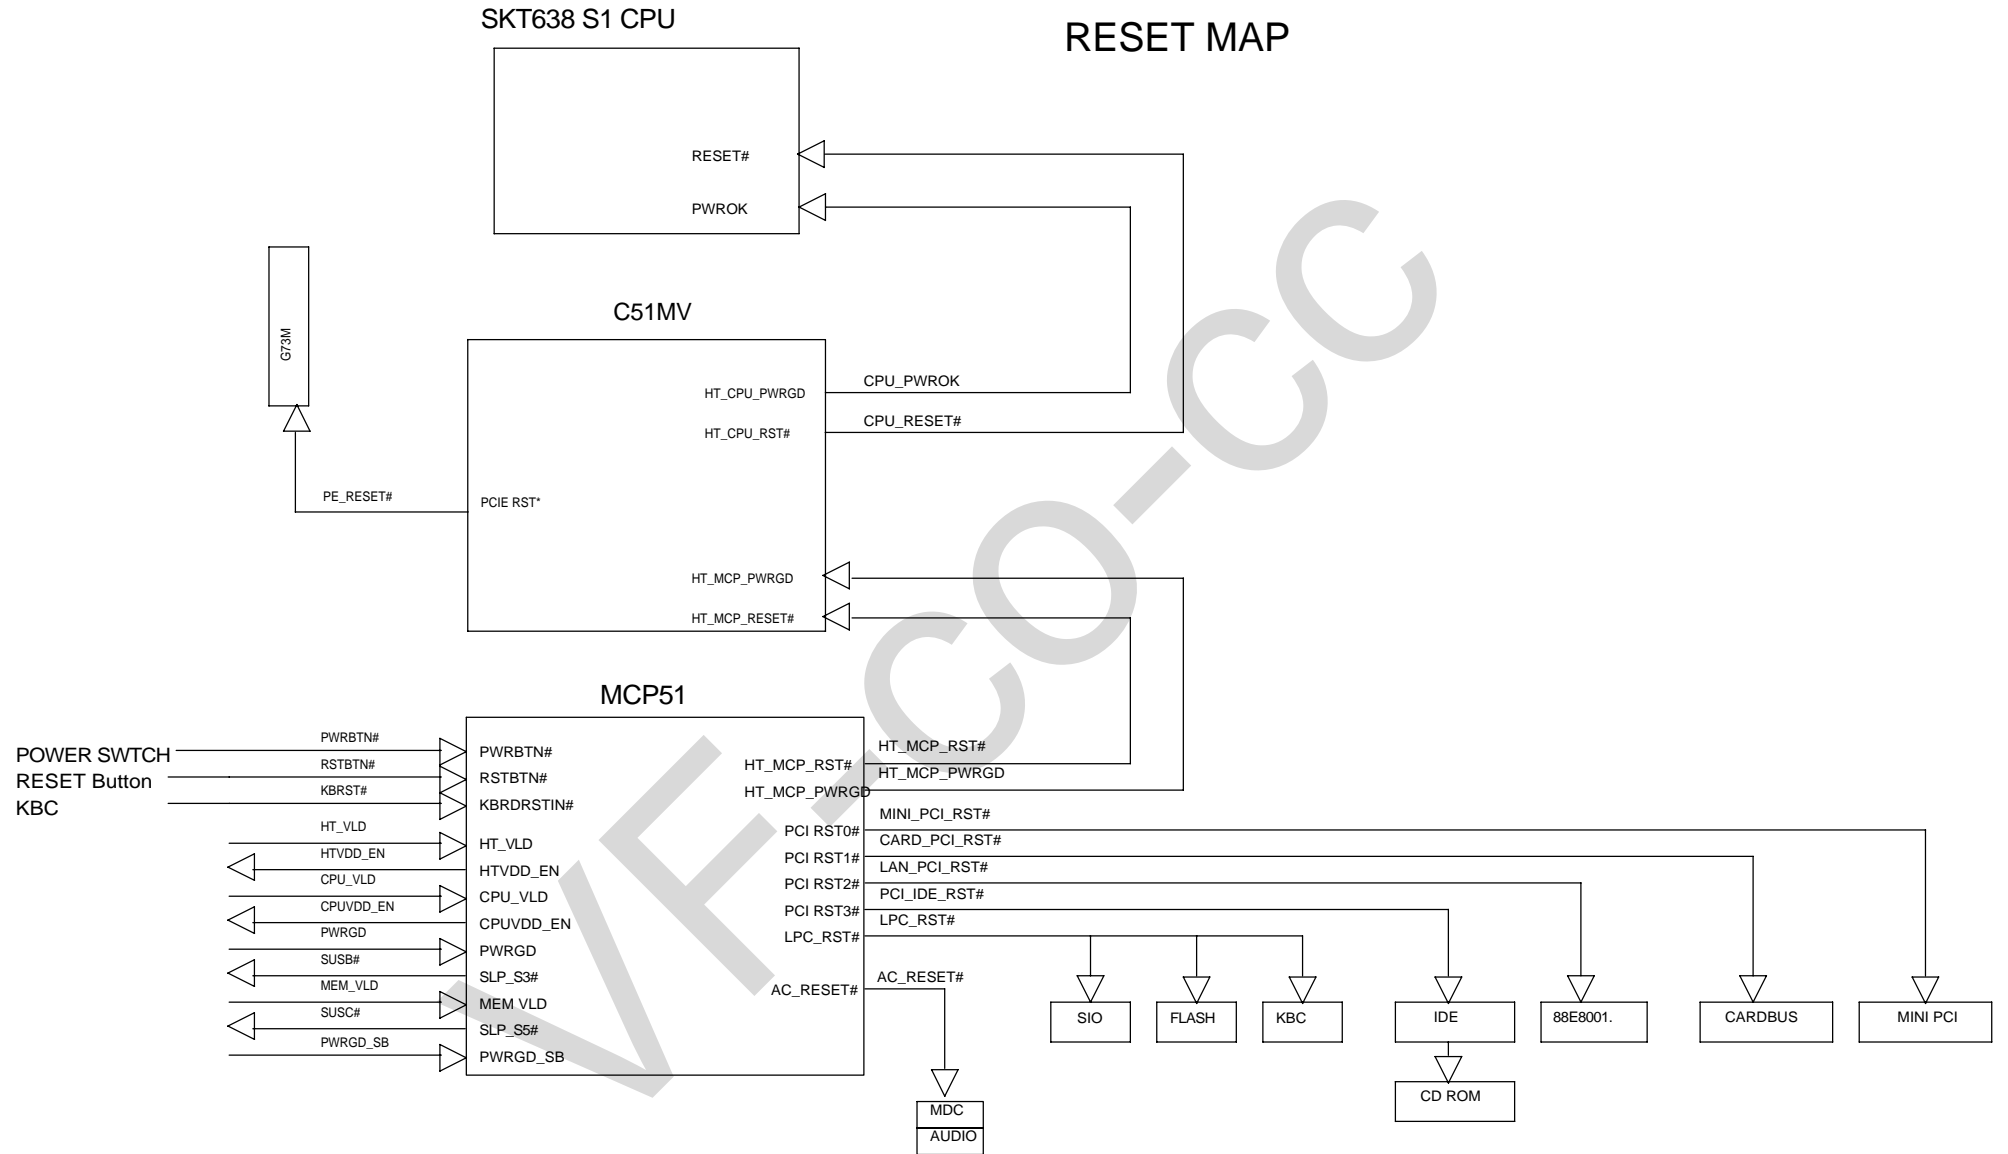 SKT638 S1 CPU
RESET MAP
RESET#
PWROK
G73M
C51MV
HT_CPU_PWRGD
CPU_PWROK
HT_CPU_RST#
CPU_RESET#
PE_RESET#
PCIE RST*
HT_MCP_PWRGD
HT_MCP_RESET#
MCP51
POWER SWTCH
RESET Button
KBC
PWRBTN#
RSTBTN#
KBRST#
HT_VLD
HTVDD_EN
CPU_VLD
CPUVDD_EN
PWRGD
SUSB#
MEM_VLD
SUSC#
PWRGD_SB
PWRBTN#
RSTBTN#
KBRDRSTIN#
HT_VLD
HTVDD_EN
CPU_VLD
CPUVDD_EN
PWRGD
SLP_S3#
MEM VLD
SLP_S5#
PWRGD_SB
HT_MCP_RST#
HT_MCP_PWRGD
PCI RST0#
PCI RST1#
PCI RST2#
PCI RST3#
LPC_RST#
AC_RESET#
HT_MCP_RST#
HT_MCP_PWRGD
MINI_PCI_RST#
CARD_PCI_RST#
LAN_PCI_RST#
PCI_IDE_RST#
LPC_RST#
AC_RESET#
SIO
FLASH
KBC
IDE
88E8001.
CARDBUS
MINI PCI
CD ROM
MDC
AUDIO
VF-co-cc